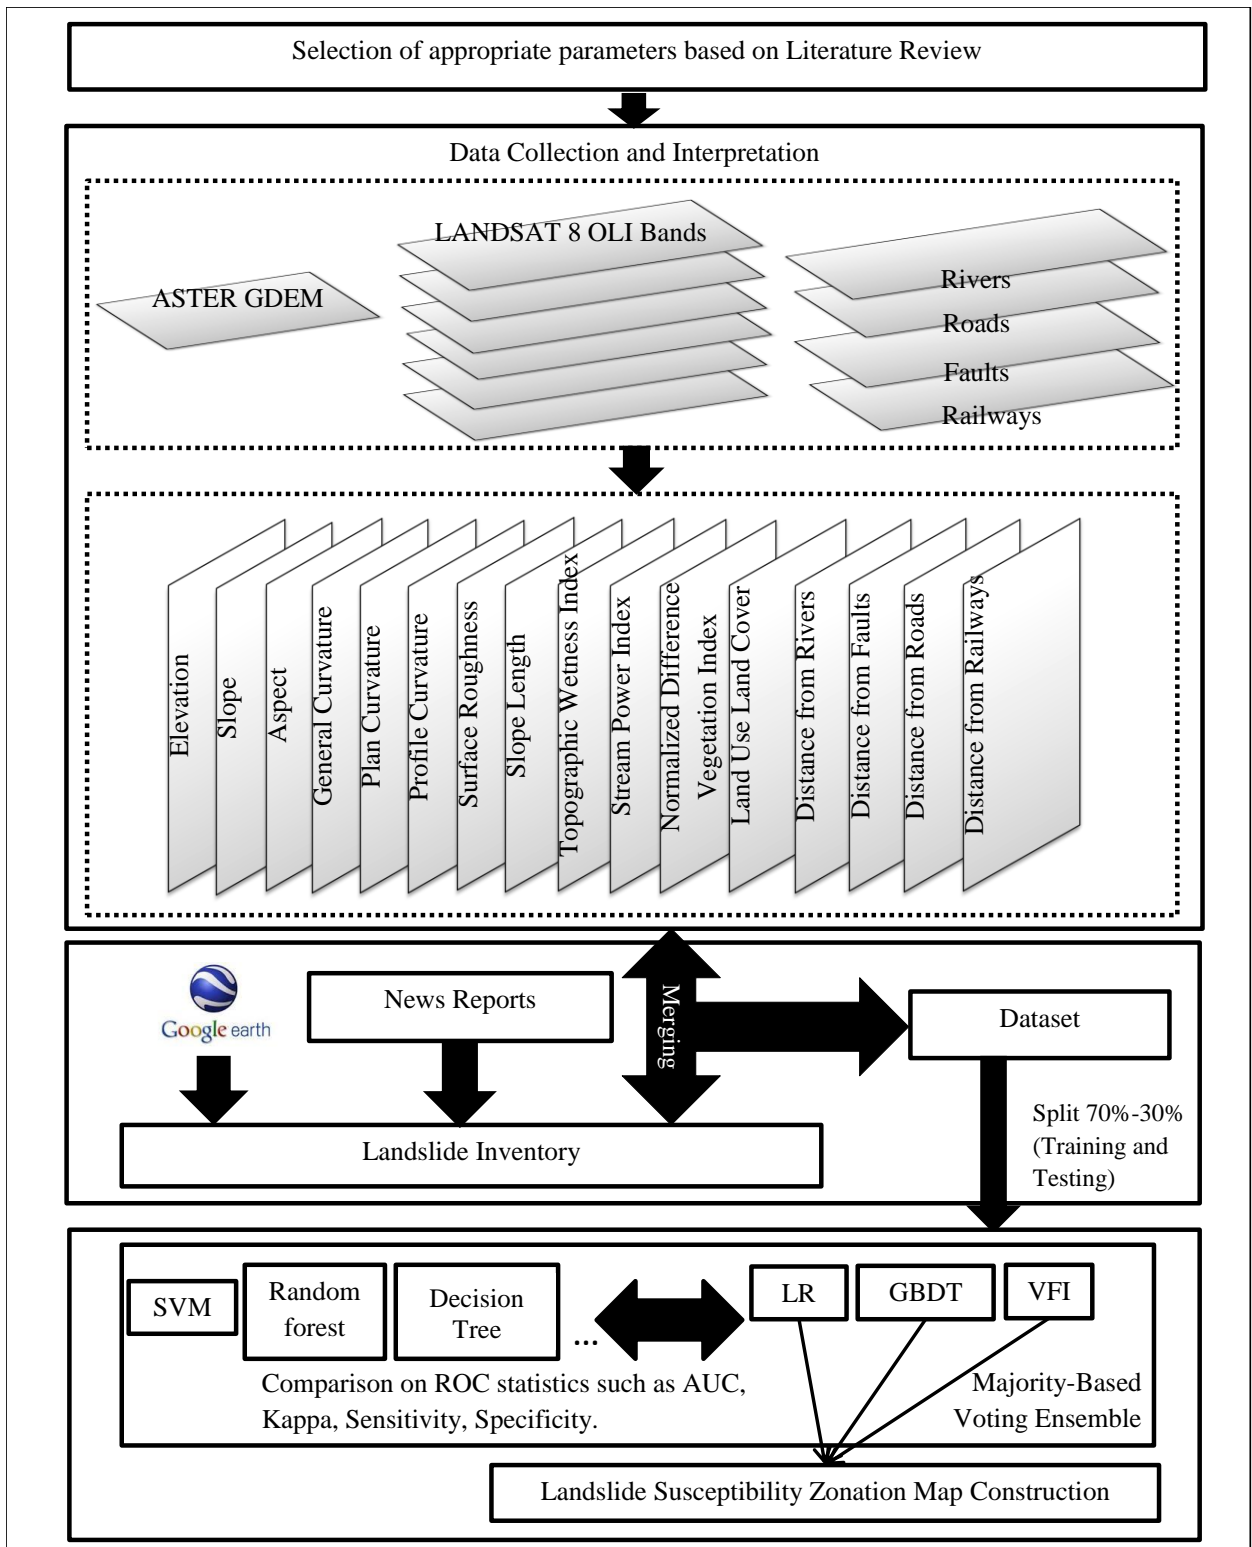 Selection of appropriate parameters based on Literature Review
Data Collection and Interpretation
ASTER GDEM
LANDSAT 8 OLI Bands
Rivers
Roads
Faults
Railways
Elevation
Slope
Aspect
General Curvature
Plan Curvature
Profile Curvature
Surface Roughness
Slope Length
Topographic Wetness Index
Stream Power Index
Normalized Difference
Vegetation Index
Land Use Land Cover
Distance from Rivers
Distance from Faults
Distance from Roads
Distance from Railways
Google earth
News Reports
Merging
Dataset
Landslide Inventory
Split 70%-30%
(Training and
Testing)
SVM
Random
forest
Decision
Tree
...
LR
GBDT
VFI
Comparison on ROC statistics such as AUC,
Kappa, Sensitivity, Specificity.
Majority-Based
Voting Ensemble
Landslide Susceptibility Zonation Map Construction